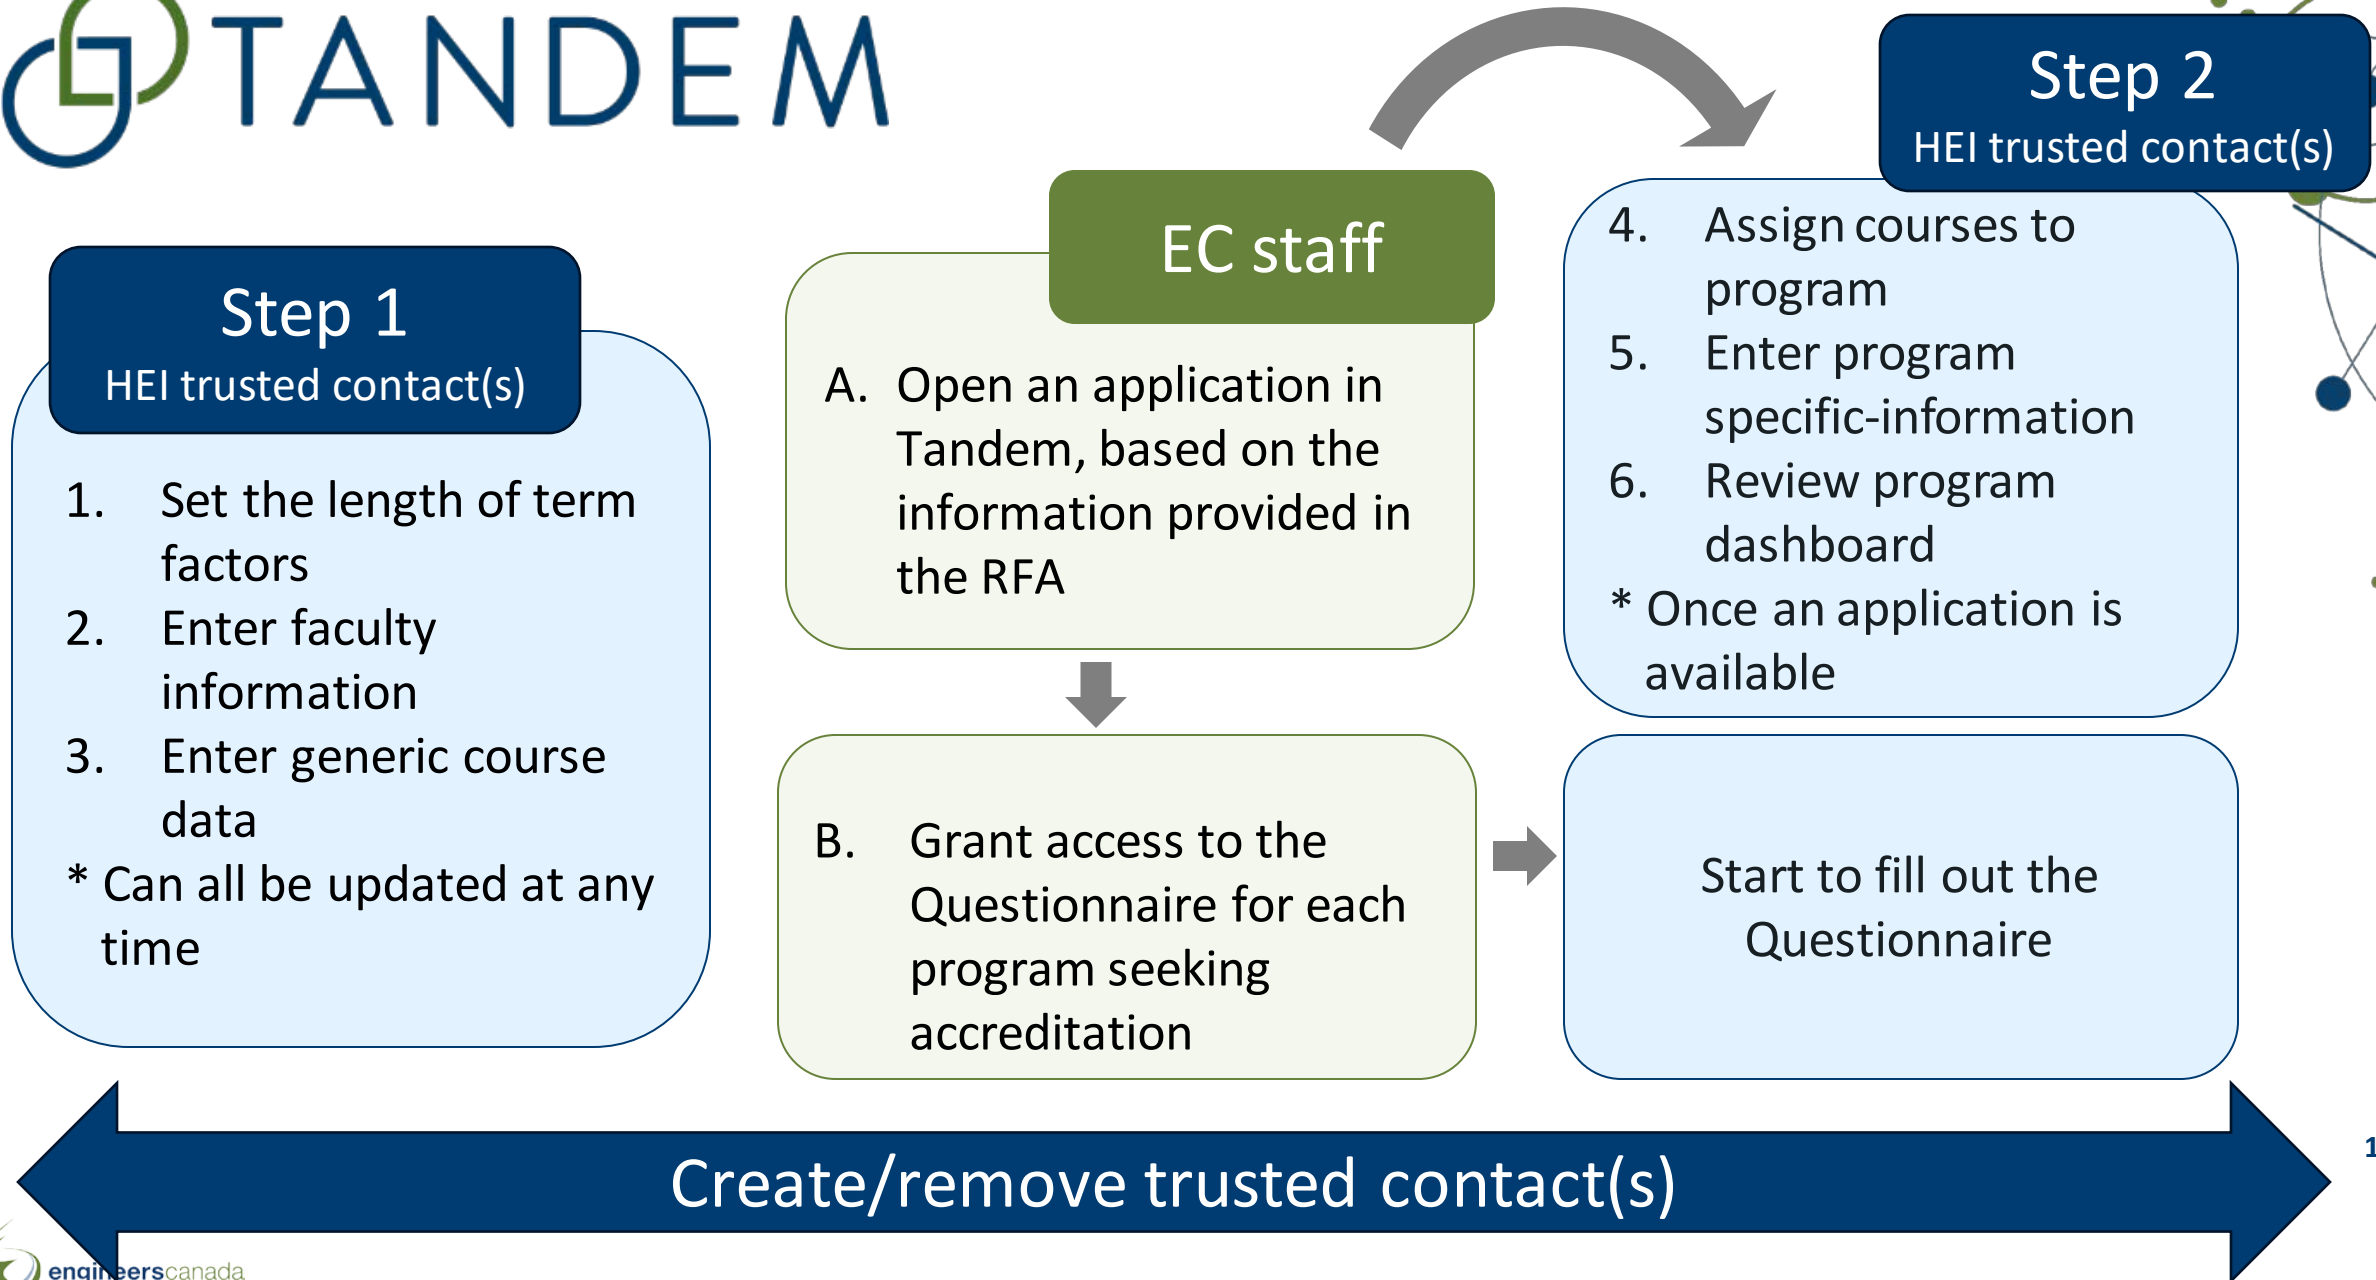 TANDEM
Step 1
HEI trusted contact(s)
1. Set the length of term
factors
2. Enter faculty
information
3. Enter generic course
data
* Can all be updated at any
time
EC staff
A. Open an application in
Tandem, based on the
information provided in
the RFA
B. Grant access to the
Questionnaire for each
program seeking
accreditation
Step 2
HEI trusted contact(s)
4. Assign courses to
program
5. Enter program
specific-information
6. Review program
dashboard
* Once an application is
available
Start to fill out the
Questionnaire
Create/remove trusted contact(s)
1
engineerscanada